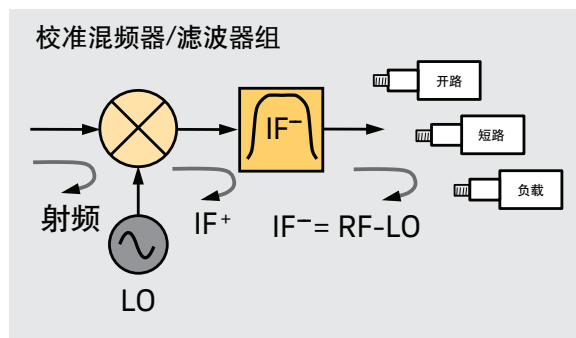 校准混频器/滤波器组
开路
IF–
短路
负载
射频
IF+
IF–= RF-LO
LO